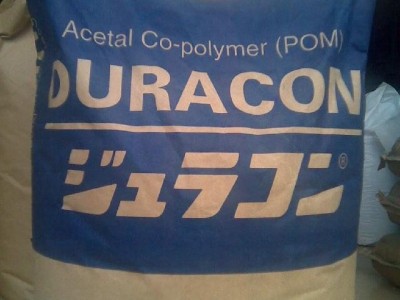 Acetal Co-polymer (POM)
DURACON
ジュラコン®